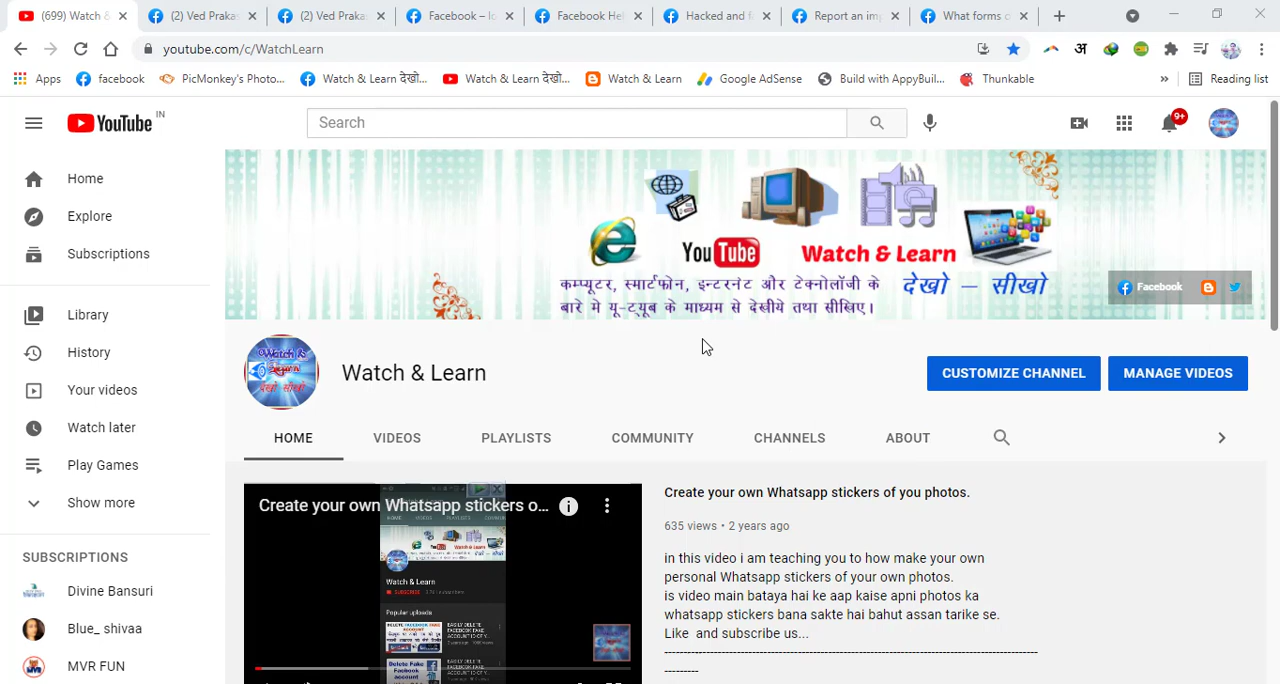 (699) Watch &
(2) Ved Prakas
(2) Ved Praka
Facebook – lo
Facebook Hel
Hacked and f
Report an im
What forms o
youtube.com/c/WatchLearn
अ
Apps
facebook
PicMonkey's Photo...
Watch & Learn देखो...
Watch & Learn देखो...
Watch & Learn
Google AdSense
Build with AppyBuil...
Thunkable
»
Reading list
YouTube IN
Search
9+
Home
Explore
Subscriptions
Library
History
Your videos
Watch later
Play Games
Show more
SUBSCRIPTIONS
Divine Bansuri
Blue_ shivaa
MVR FUN
YouTube
Watch & Learn
कम्प्यूटर, स्मार्टफोन, इन्टरनेट और टेक्नोलॉजी के
बारे मे यू-ट्यूब के माध्यम से देखीये तथा सीखिए।
देखो – सीखो
Facebook
Watch & Learn
CUSTOMIZE CHANNEL
MANAGE VIDEOS
HOME
VIDEOS
PLAYLISTS
COMMUNITY
CHANNELS
ABOUT
Create your own Whatsapp stickers o...
Watch & Learn
SUBSCRIBE
Popular uploads
Create your own Whatsapp stickers of you photos.
635 views • 2 years ago
in this video i am teaching you to how make your own
personal Whatsapp stickers of your own photos.
is video main bataya hai ke aap kaise apni photos ka
whatsapp stickers bana sakte hai bahut assan tarike se.
Like and subscribe us...